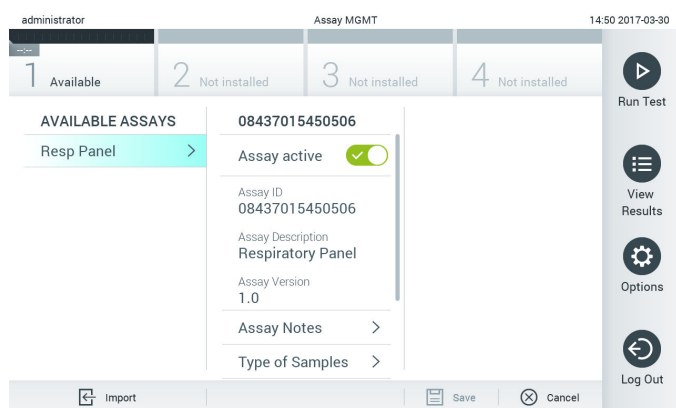 administrator Assay MGMT 14:50 2017-03-30
--:--
1 Available 2 Not installed 3 Not installed 4 Not installed
Run Test
AVAILABLE ASSAYS
Resp Panel
08437015450506
Assay active
Assay ID
08437015450506
Assay Description
Respiratory Panel
Assay Version
1.0
Assay Notes
Type of Samples
View
Results
Options
Log Out
Import
Save
Cancel